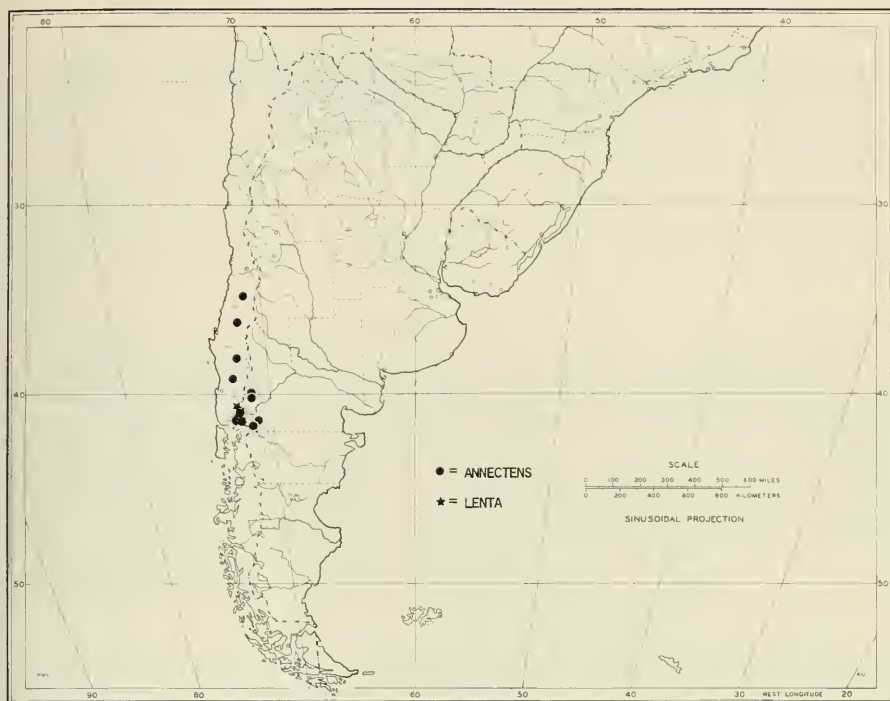 80 70 60 50 40
30 30
40 40
● = ANNECTENS
★ = LENTA
SCALE
0 100 200 300 400 500 600 MILES
0 200 400 600 800 KILOMETERS
SINUSOIDAL PROJECTION
50 50
90 80 70 60 50 40 30 WEST LONGITUDE 20